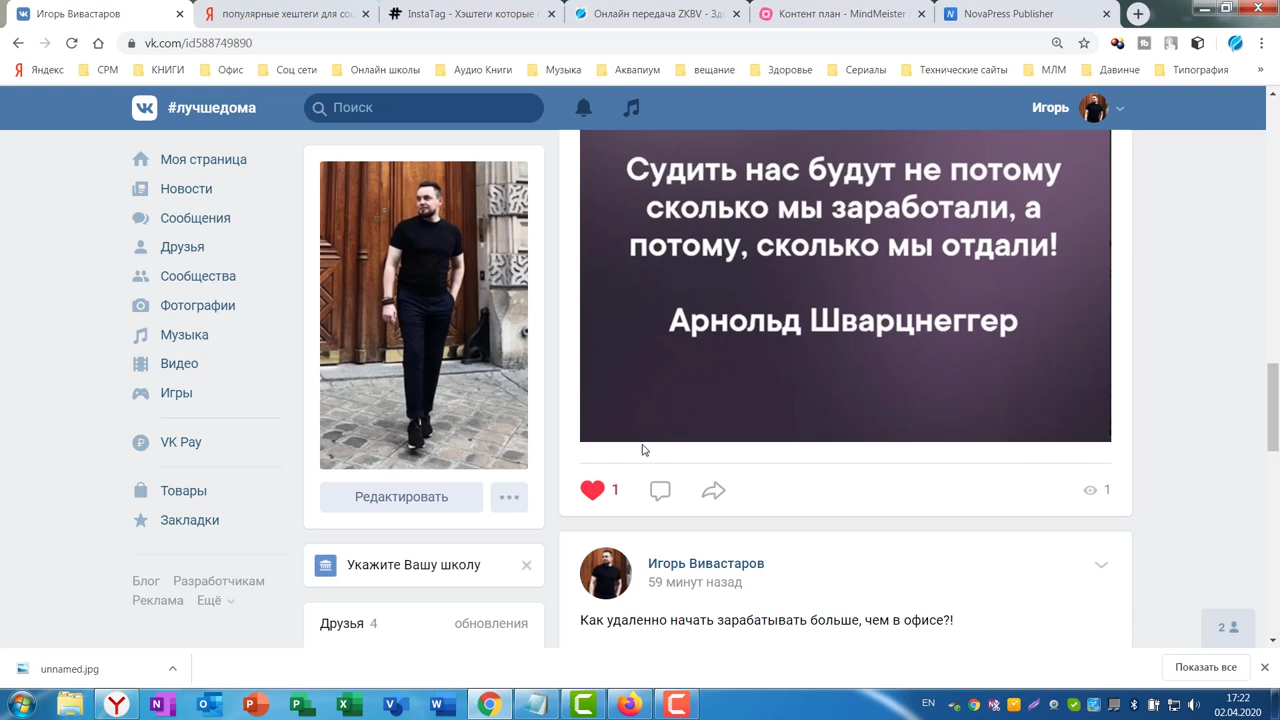 Игорь Вивастаров
популярные хештеги для соц
InstaTag - Хэштеги которые
Онлайн передача ZKBV - Зд
Контент план - MindMeister
NovaPress Publisher
vk.com/id588749890
Яндекс
СРМ
КНИГИ
Офис
Соц сети
Онлайн школы
Аудио Книги
Музыка
Аквапиум
вещание
Здоровье
Сериалы
Технические сайты
МЛМ
Давинче
Типография
»
#лучшедома
Поиск
Игорь
Моя страница
Новости
Сообщения
Друзья
Сообщества
Фотографии
Музыка
Видео
Игры
VK Pay
Товары
Закладки
Блог Разработчикам
Реклама Ещё
Редактировать
Укажите Вашу школу
Друзья 4 обновления
Судить нас будут не потому
сколько мы заработали, а
потому, сколько мы отдали!
Арнольд Шварцнеггер
1
1
Игорь Вивастаров
59 минут назад
Как удаленно начать зарабатывать больше, чем в офисе?!
2
unnamed.jpg
Показать все
EN
17:22
02.04.2020